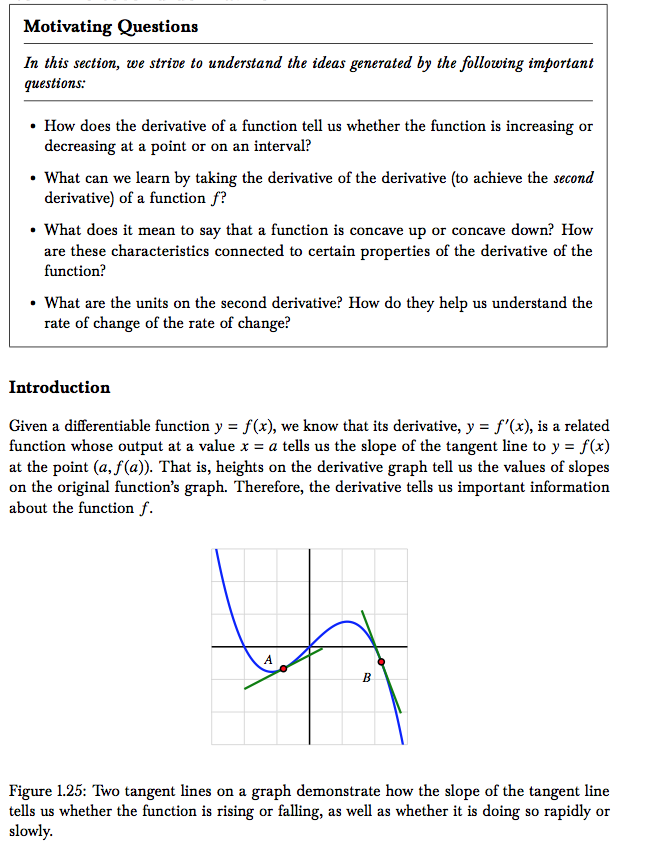 Motivating Questions
In this section, we strive to understand the ideas generated by the following important
questions:
• How does the derivative of a function tell us whether the function is increasing or
decreasing at a point or on an interval?
• What can we learn by taking the derivative of the derivative (to achieve the second
derivative) of a function f?
• What does it mean to say that a function is concave up or concave down? How
are these characteristics connected to certain properties of the derivative of the
function?
• What are the units on the second derivative? How do they help us understand the
rate of change of the rate of change?
Introduction
Given a differentiable function y = f(x), we know that its derivative, y = f′(x), is a related
function whose output at a value x = a tells us the slope of the tangent line to y = f(x)
at the point (a, f(a)). That is, heights on the derivative graph tell us the values of slopes
on the original function's graph. Therefore, the derivative tells us important information
about the function f.
A
B
Figure 1.25: Two tangent lines on a graph demonstrate how the slope of the tangent line
tells us whether the function is rising or falling, as well as whether it is doing so rapidly or
slowly.